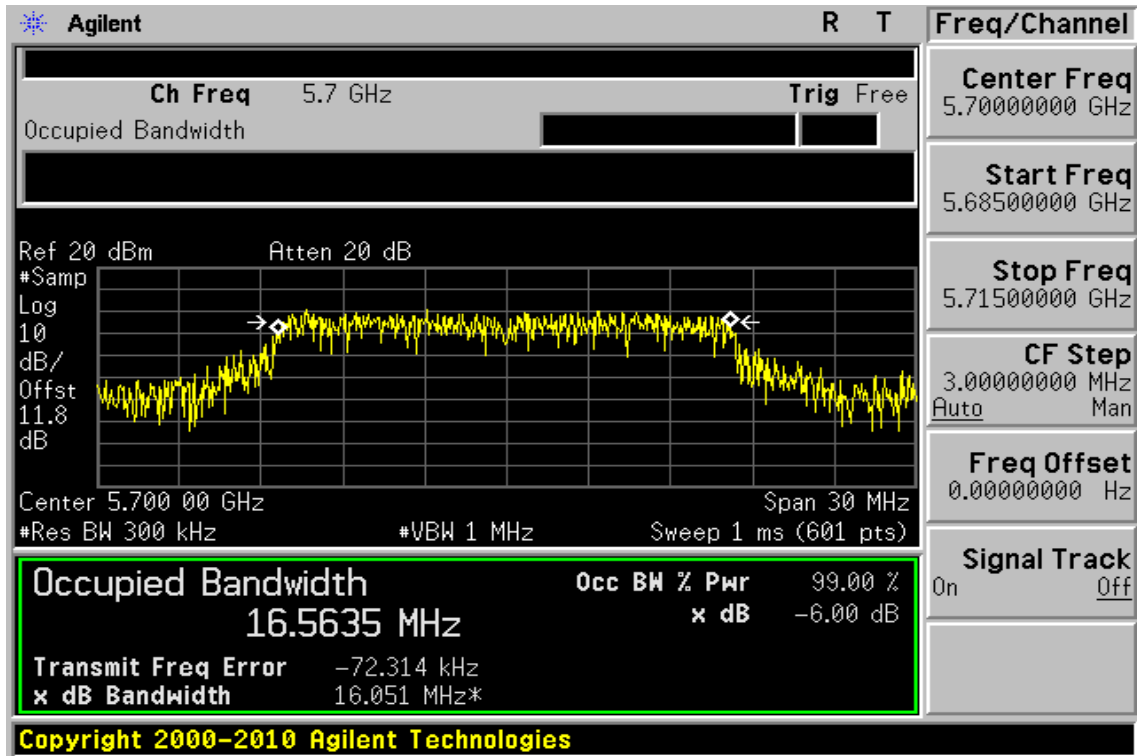 Agilent R T Freq/Channel
Ch Freq 5.7 GHz Trig Free
Occupied Bandwidth
Center Freq
5.70000000 GHz
Start Freq
5.68500000 GHz
Stop Freq
5.71500000 GHz
CF Step
3.00000000 MHz
Auto Man
Freq Offset
0.00000000 Hz
Signal Track
On Off
Ref 20 dBm Atten 20 dB
#Samp
Log
10
dB/
Offst
11.8
dB
Center 5.700 00 GHz Span 30 MHz
#Res BW 300 kHz #VBW 1 MHz Sweep 1 ms (601 pts)
Occupied Bandwidth Occ BW % Pwr 99.00 %
16.5635 MHz x dB -6.00 dB
Transmit Freq Error -72.314 kHz
x dB Bandwidth 16.051 MHz*
Copyright 2000-2010 Agilent Technologies